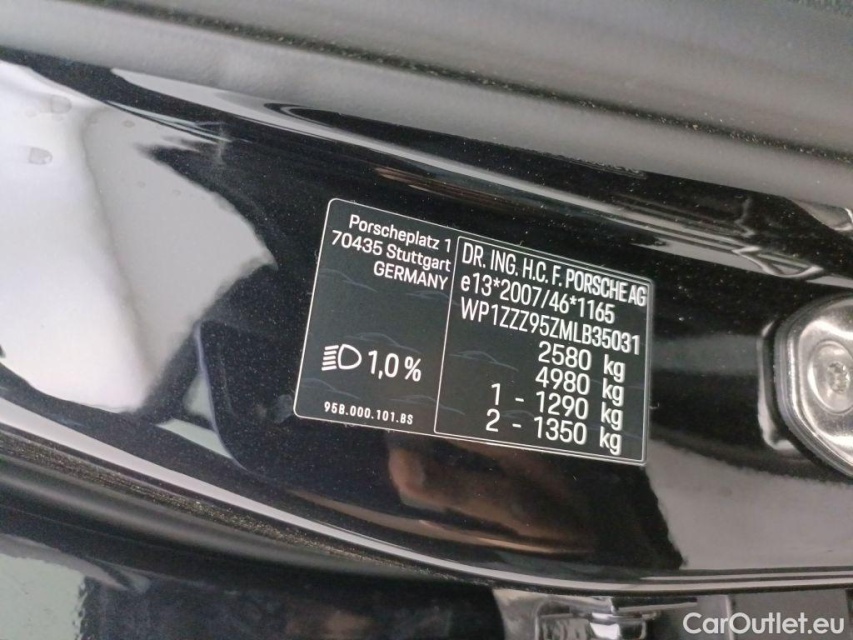 Porscheplatz 1
70435 Stuttgart
GERMANY
1,0%
95B.000.101.BS
DR. ING. H.C. F. PORSCHE AG
e13*2007/46*1165
WP1ZZZ95ZMLB35031
2580 kg
4980 kg
1 - 1290 kg
2 - 1350 kg
CarOutlet.eu